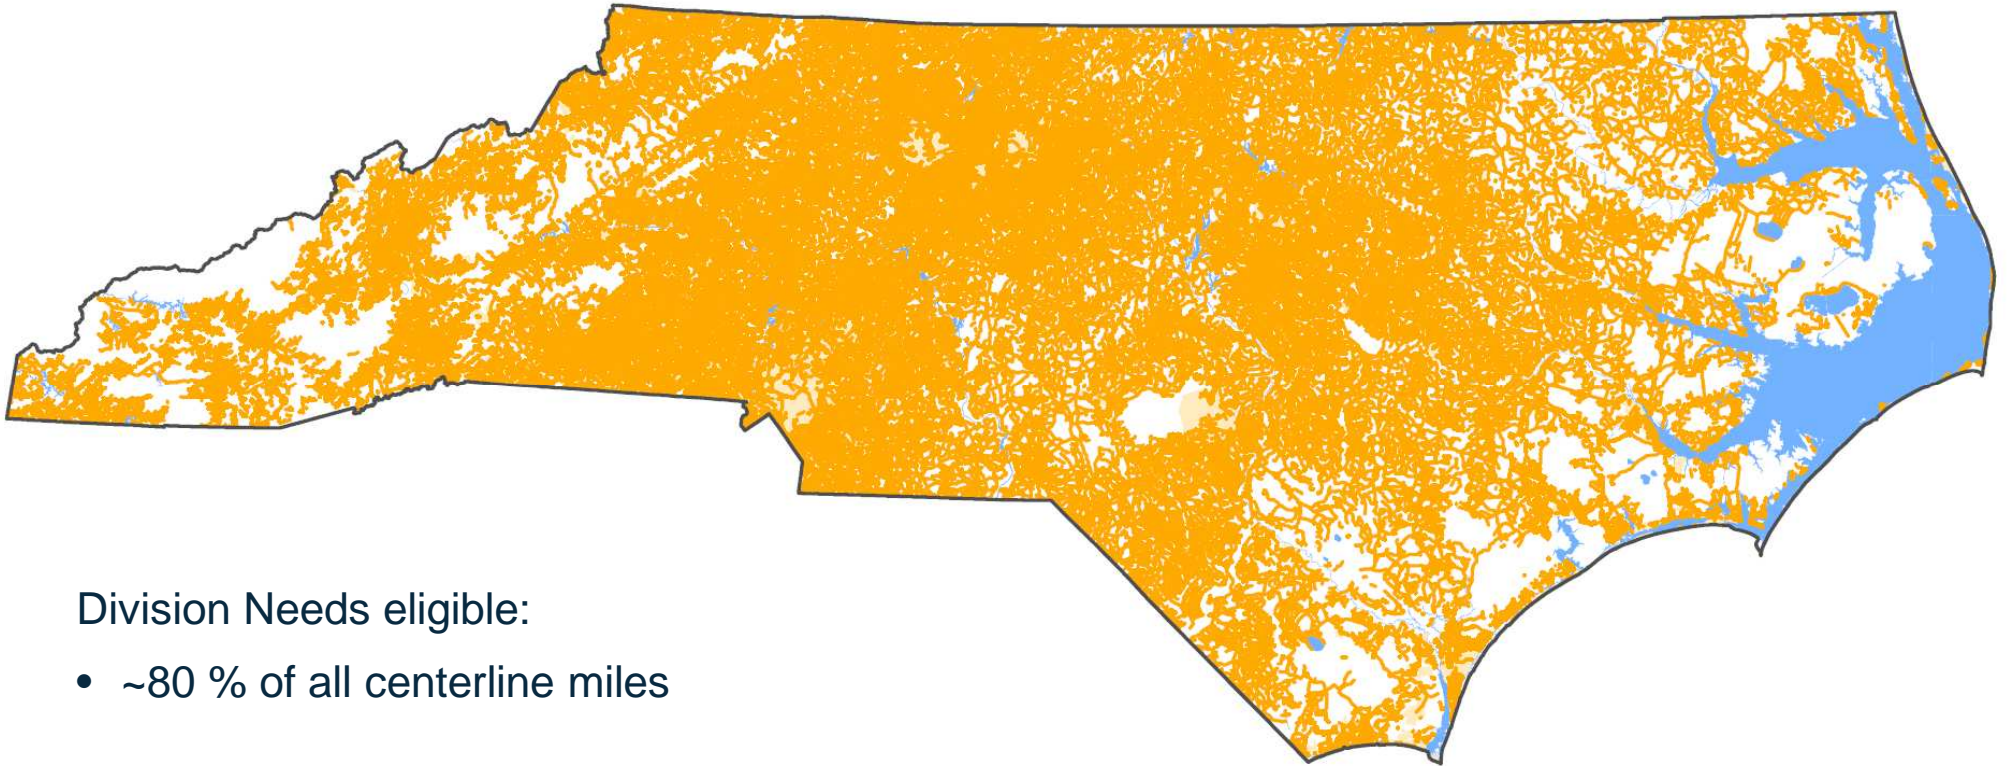 Division Needs eligible:
• ~80 % of all centerline miles